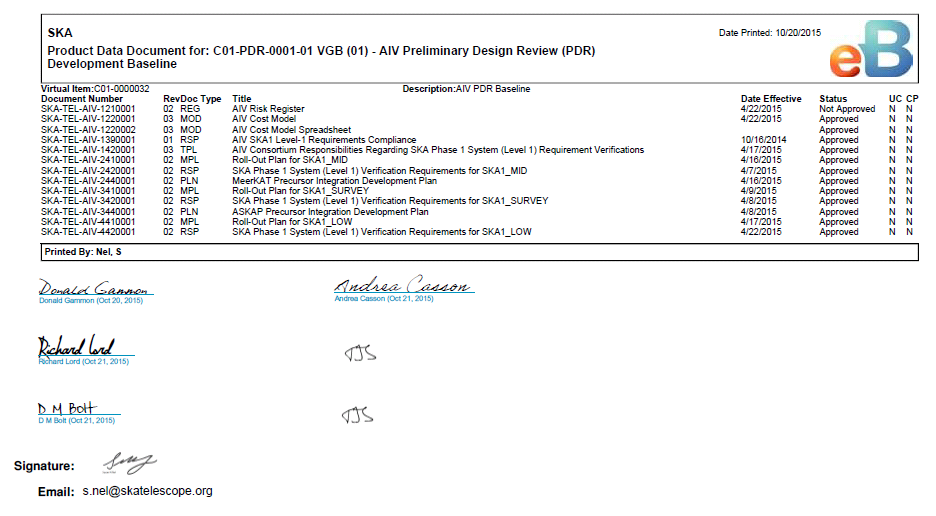 SKA
Date Printed: 10/20/2015
eB
Product Data Document for: C01-PDR-0001-01 VGB (01) - AIV Preliminary Design Review (PDR)
Development Baseline
Virtual Item:C01-0000032 Description:AIV PDR Baseline
Document Number Rev Doc Type Title Date Effective Status UC CP
SKA-TEL-AIV-1210001 02 REG AIV Risk Register 4/22/2015 Not Approved N N
SKA-TEL-AIV-1220001 03 MOD AIV Cost Model 4/22/2015 Approved N N
SKA-TEL-AIV-1220002 03 MOD AIV Cost Model Spreadsheet Approved N N
SKA-TEL-AIV-1390001 01 RSP AIV SKA1 Level-1 Requirements Compliance 10/16/2014 Approved N N
SKA-TEL-AIV-1420001 03 TPL AIV Consortium Responsibilities Regarding SKA Phase 1 System (Level 1) Requirement Verifications 4/17/2015 Approved N N
SKA-TEL-AIV-2410001 02 MPL Roll-Out Plan for SKA1_MID 4/16/2015 Approved N N
SKA-TEL-AIV-2420001 02 RSP SKA Phase 1 System (Level 1) Verification Requirements for SKA1_MID 4/7/2015 Approved N N
SKA-TEL-AIV-2440001 02 PLN MeerKAT Precursor Integration Development Plan 4/16/2015 Approved N N
SKA-TEL-AIV-3410001 02 MPL Roll-Out Plan for SKA1_SURVEY 4/9/2015 Approved N N
SKA-TEL-AIV-3420001 02 RSP SKA Phase 1 System (Level 1) Verification Requirements for SKA1_SURVEY 4/8/2015 Approved N N
SKA-TEL-AIV-3440001 02 PLN ASKAP Precursor Integration Development Plan 4/8/2015 Approved N N
SKA-TEL-AIV-4410001 02 MPL Roll-Out Plan for SKA1_LOW 4/17/2015 Approved N N
SKA-TEL-AIV-4420001 02 RSP SKA Phase 1 System (Level 1) Verification Requirements for SKA1_LOW 4/22/2015 Approved N N
Printed By: Nel, S
Donald Gammon Andrea Casson
Donald Gammon (Oct 20, 2015) Andrea Casson (Oct 21, 2015)
Richard Lord TJS
Richard Lord (Oct 21, 2015)
D M Bolt TJS
D M Bolt (Oct 21, 2015)
Signature:
Email: s.nel@skatelescope.org